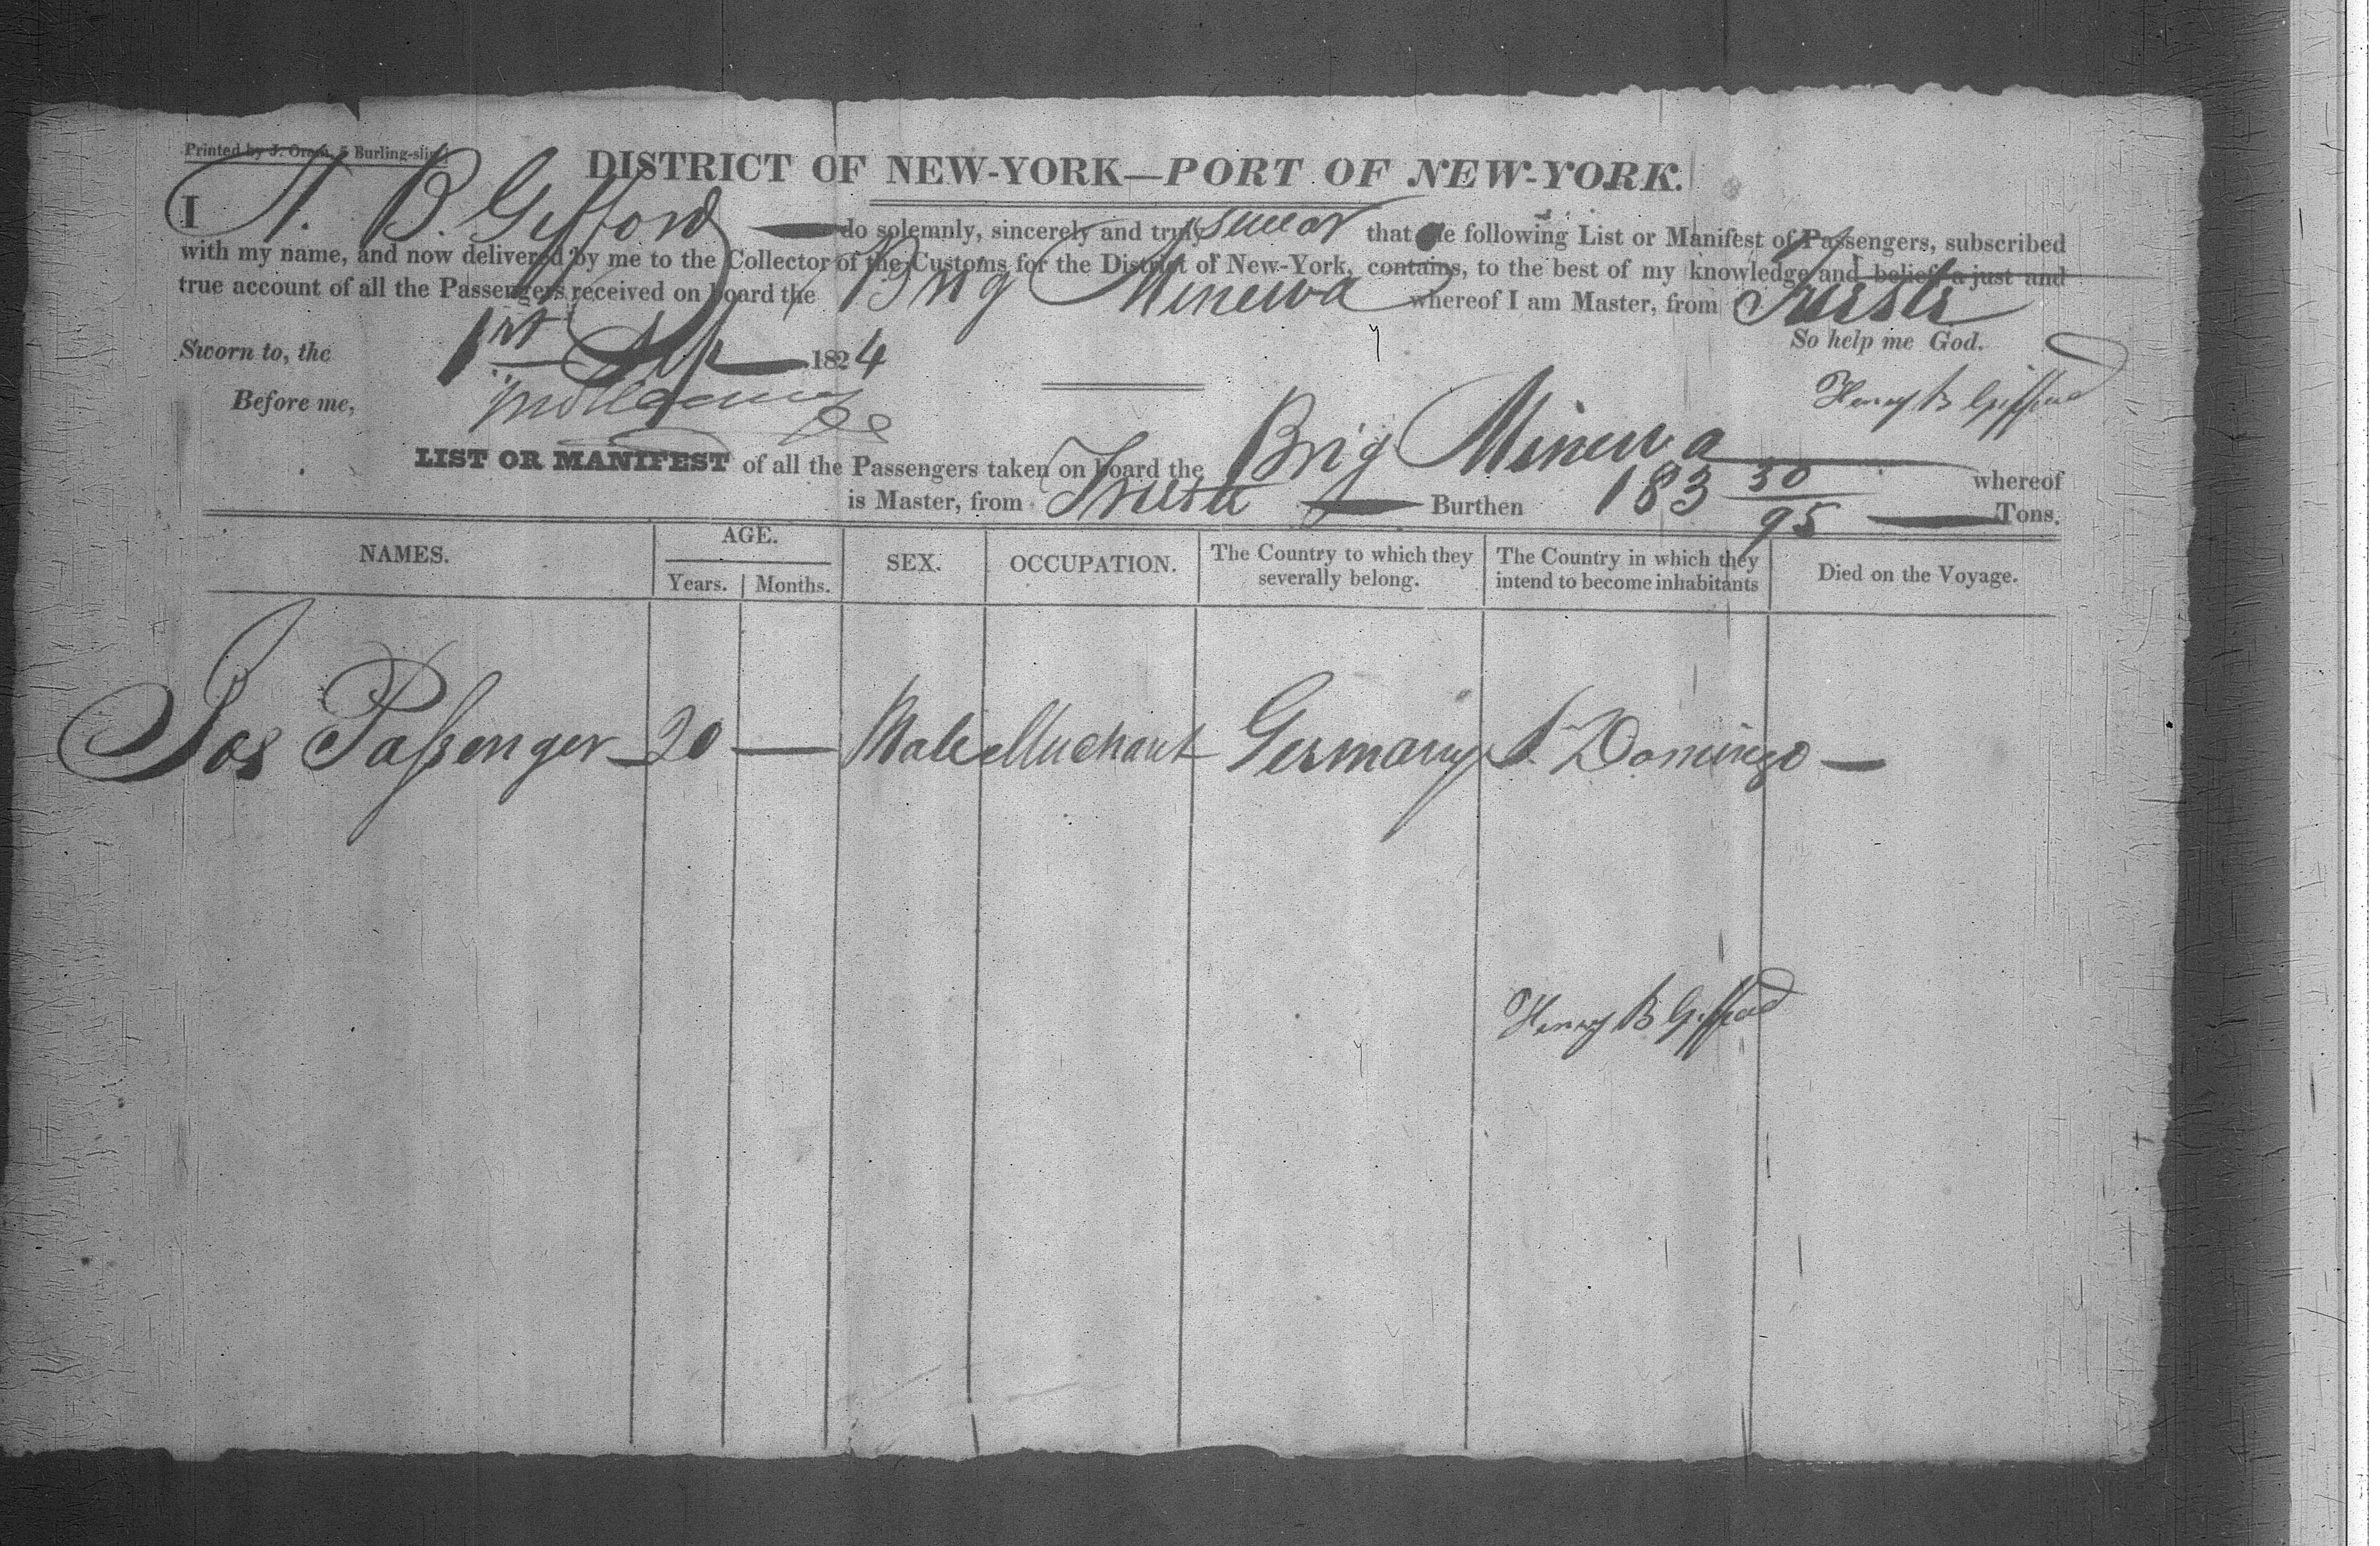 Printed by J. Oram, 5 Burling-slip.
DISTRICT OF NEW-YORK—PORT OF NEW-YORK.
I H. B. Gifford do solemnly, sincerely and truly swear that the following List or Manifest of Passengers, subscribed
with my name, and now delivered by me to the Collector of the Customs for the District of New-York, contains, to the best of my knowledge and belief, a just and
true account of all the Passengers received on board the Brig Minerva whereof I am Master, from Trieste
So help me God.
Sworn to, the 1st Sep 1824
Henry B Gifford
Before me,
LIST OR MANIFEST of all the Passengers taken on board the Brig Minerva whereof
is Master, from Trieste Burthen 183 30/95 Tons.
NAMES. AGE. SEX. OCCUPATION. The Country to which they severally belong. The Country in which they intend to become inhabitants Died on the Voyage.
Years. Months.
Jos Passenger 20 — Male Merchant Germany S. Domingo —
Henry B Gifford